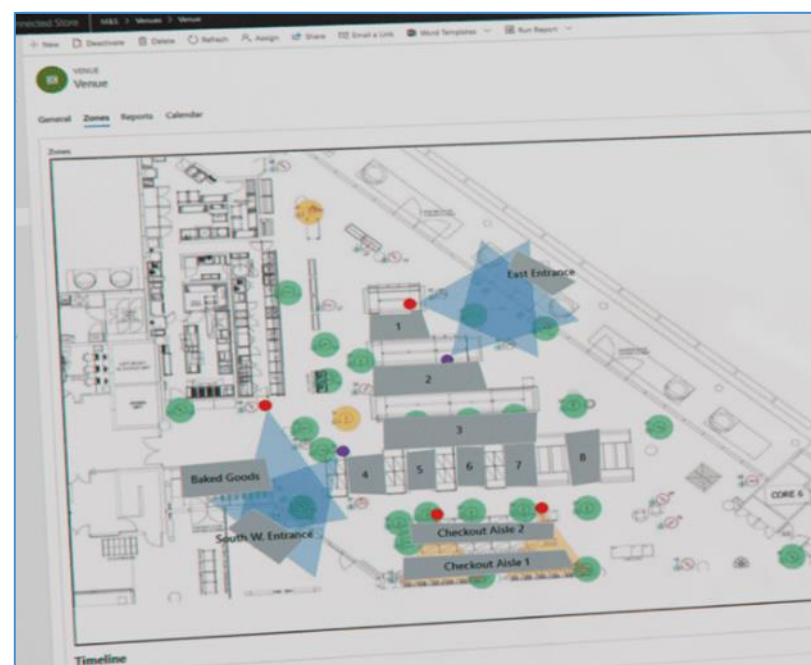 nnected Store M&S > Venues > Venue
+ New Deactivate Delete Refresh Assign Share Email a Link Word Templates Run Report
VENUE
Venue
General Zones Reports Calendar
Zones
East Entrance
1
2
3
4 5 6 7 8
Baked Goods
CORE 6
South W. Entrance
Checkout Aisle 2
Checkout Aisle 1
Timeline